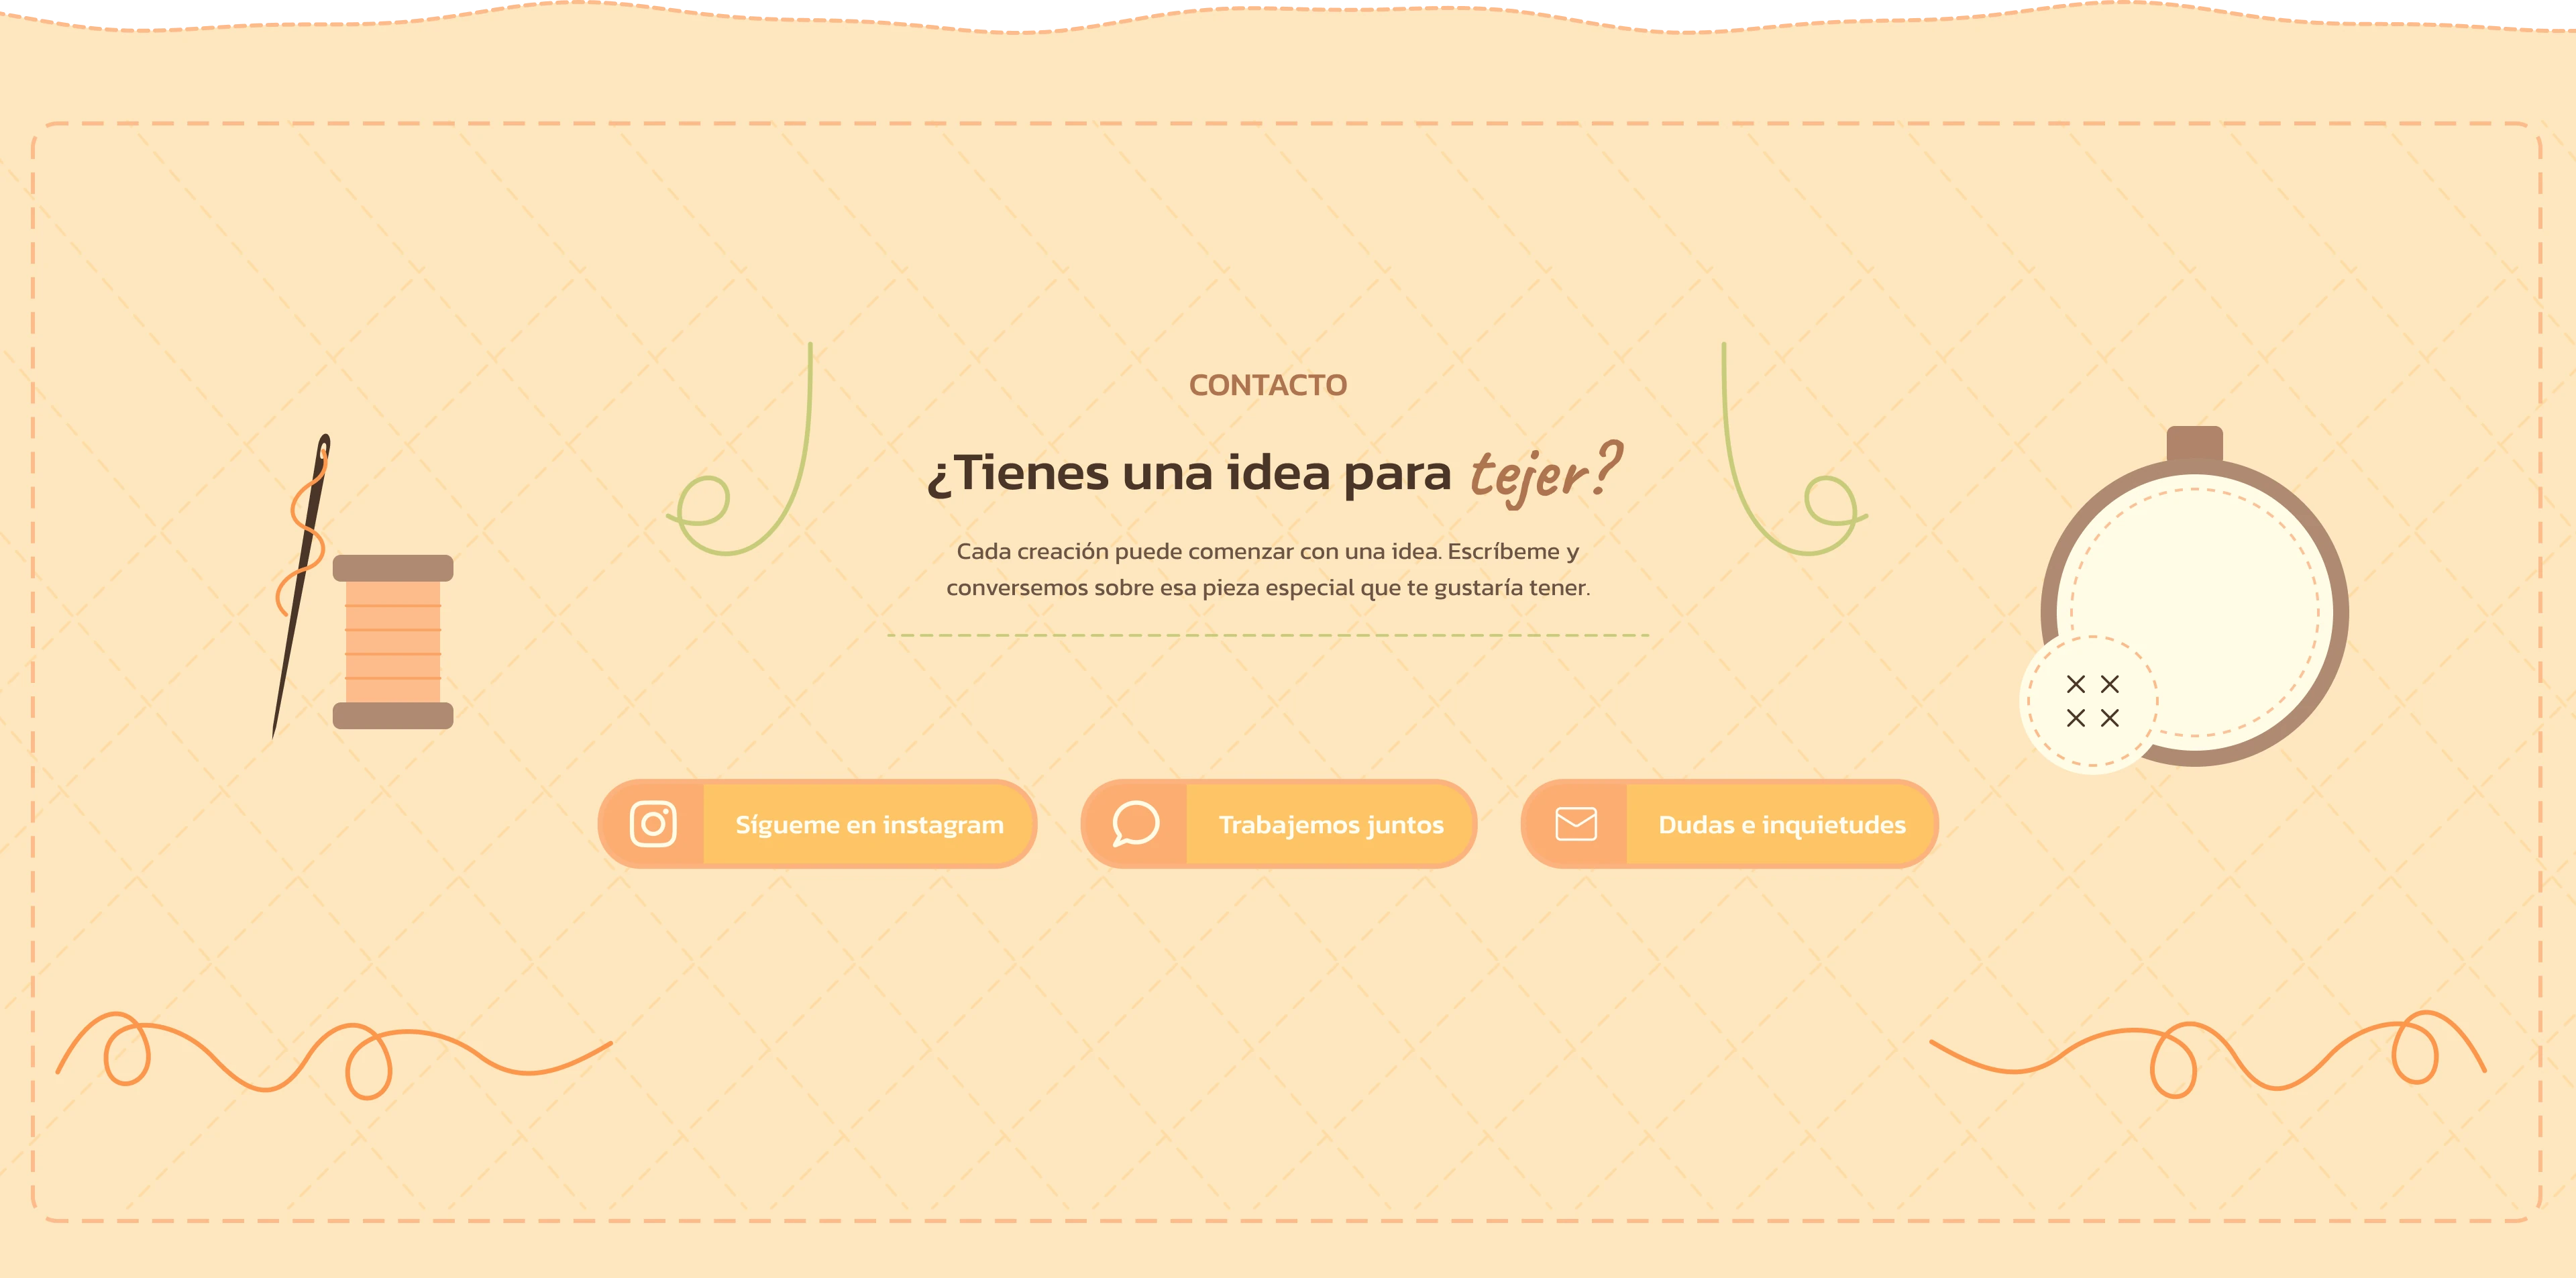 CONTACTO
¿Tienes una idea para tejer?
Cada creación puede comenzar con una idea. Escríbeme y
conversemos sobre esa pieza especial que te gustaría tener.
Sígueme en instagram
Trabajemos juntos
Dudas e inquietudes